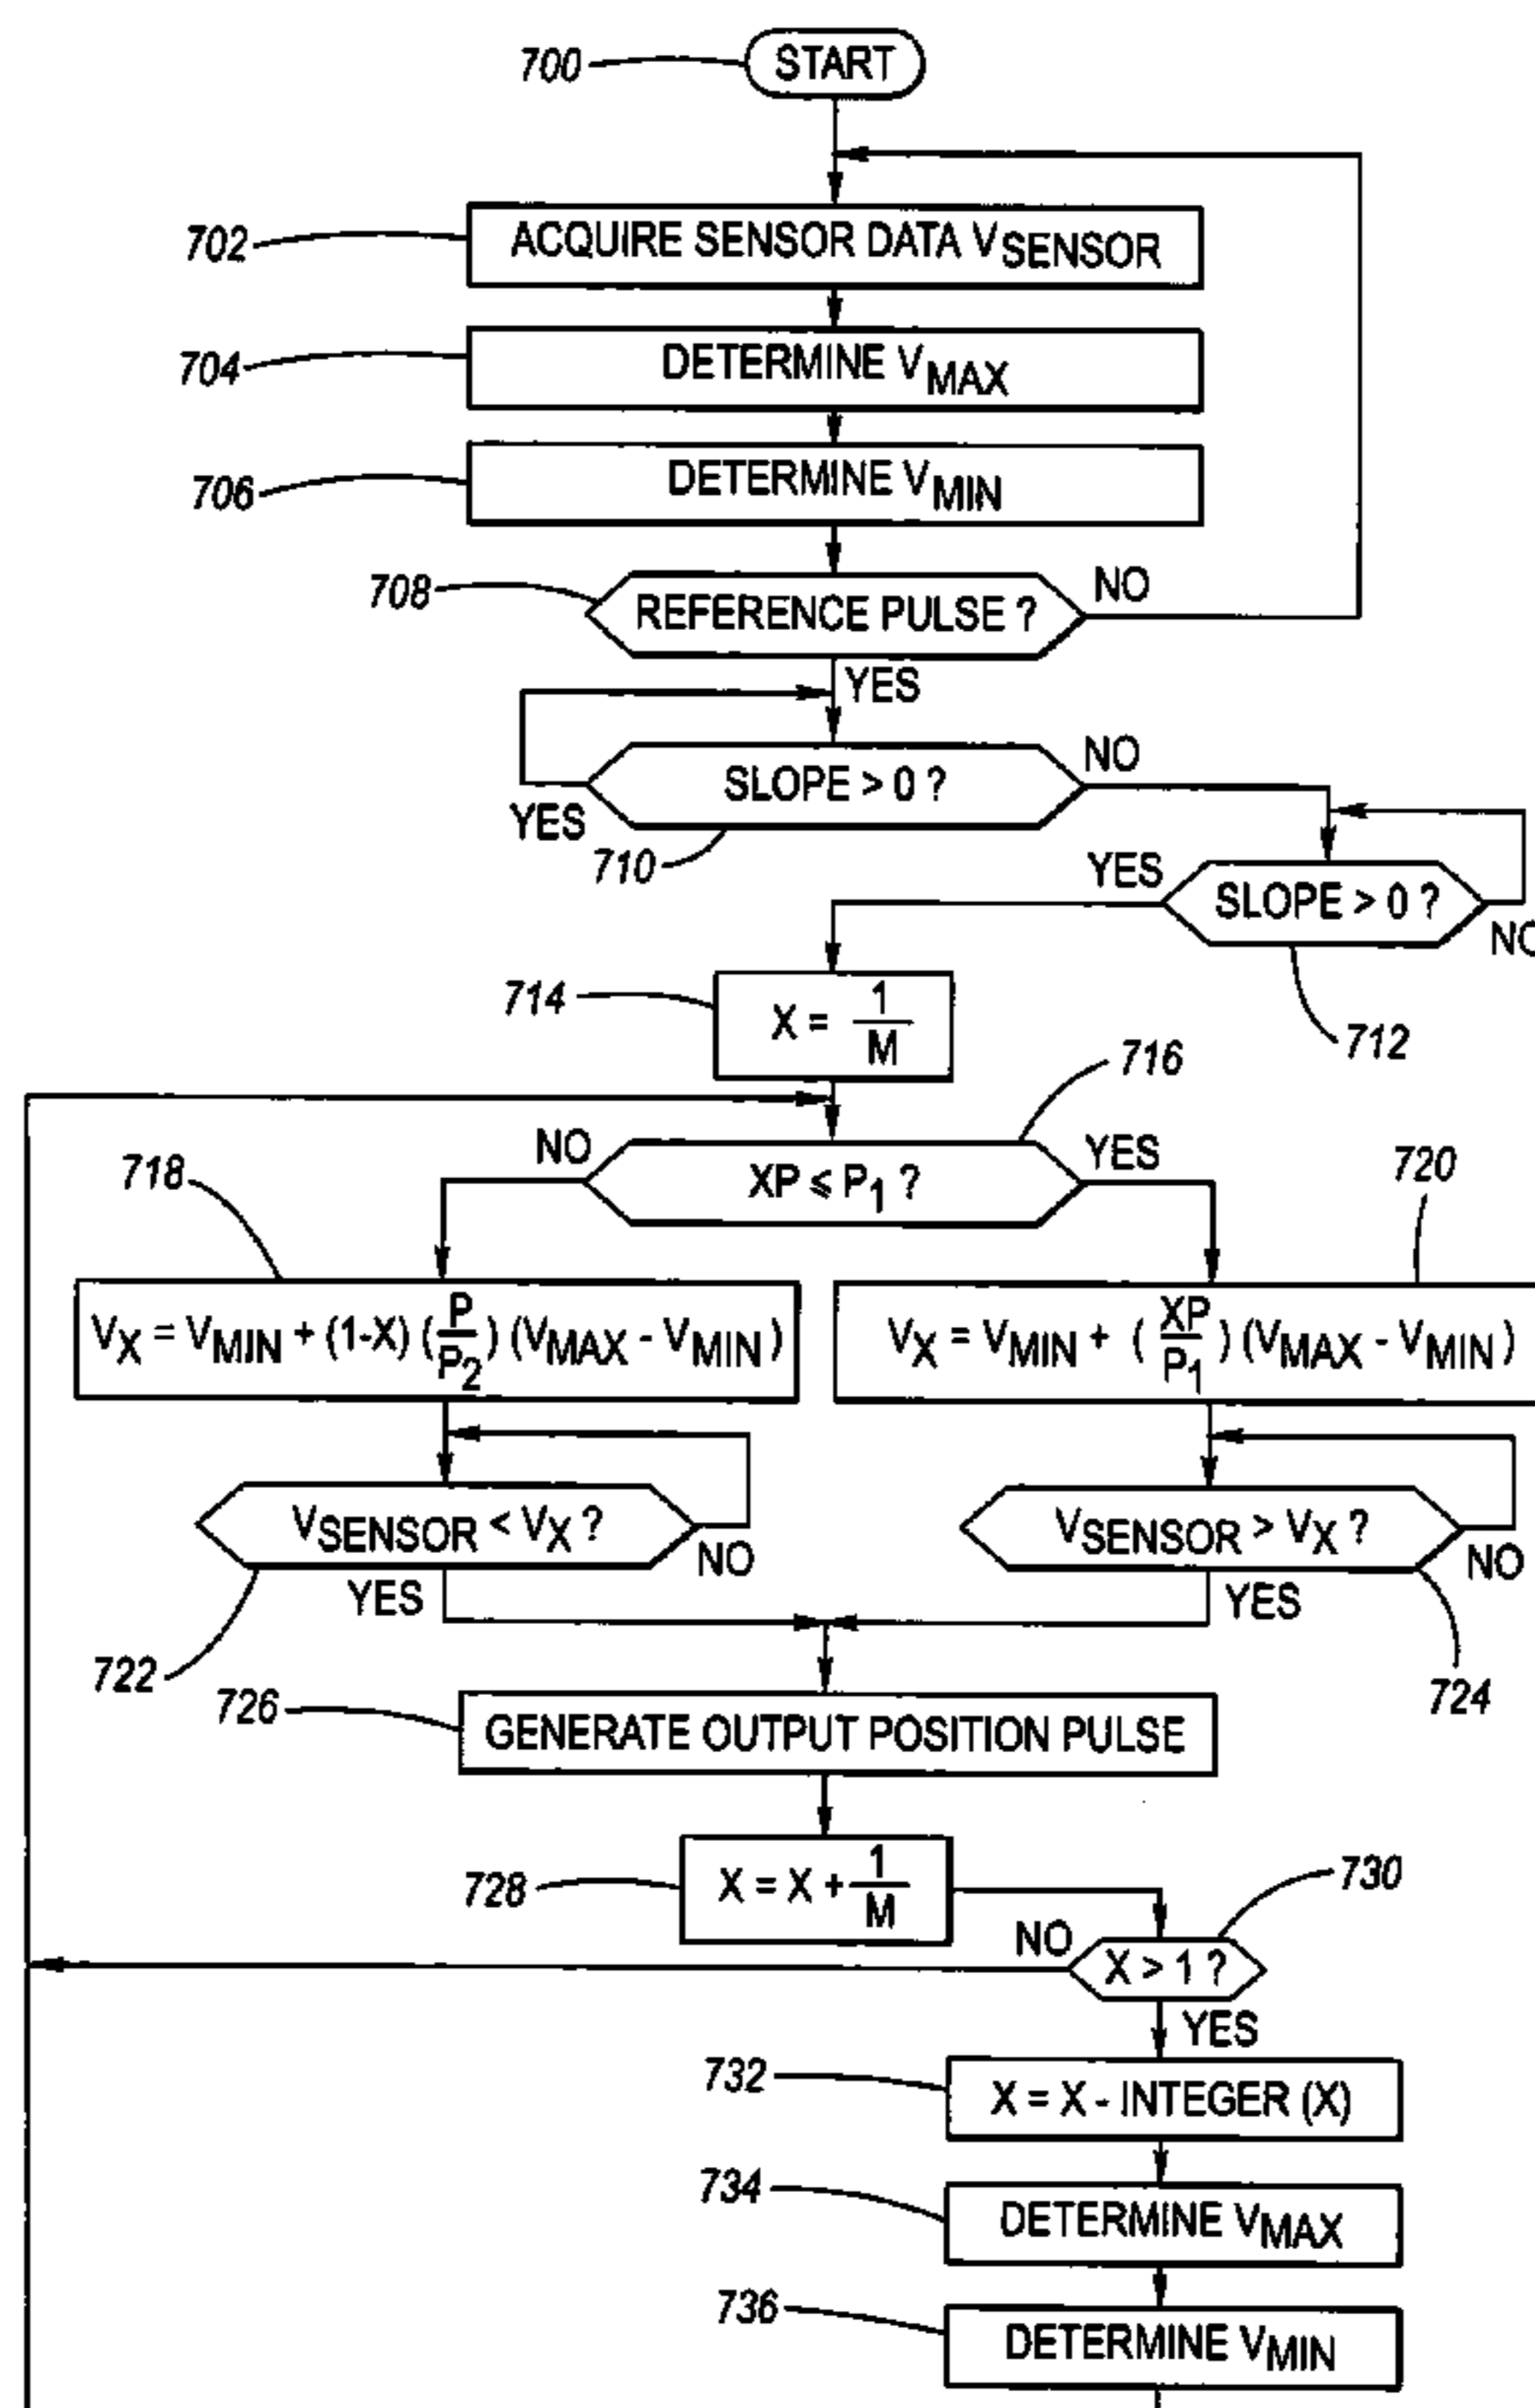 700 START
702 ACQUIRE SENSOR DATA VSENSOR
704 DETERMINE VMAX
706 DETERMINE VMIN
708 REFERENCE PULSE ? NO
YES
SLOPE > 0 ? NO
YES
710
YES SLOPE > 0 ?
NO
712
714 X = 1/M
716
NO XP ≤ P1 ? YES
718
720
VX = VMIN + (1-X) (P/P2) (VMAX - VMIN)
VX = VMIN + (XP/P1) (VMAX - VMIN)
VSENSOR < VX ?
NO
YES
722
VSENSOR > VX ?
NO
YES
724
726 GENERATE OUTPUT POSITION PULSE
728 X = X + 1/M
730
NO X > 1 ?
YES
732 X = X - INTEGER (X)
734 DETERMINE VMAX
736 DETERMINE VMIN